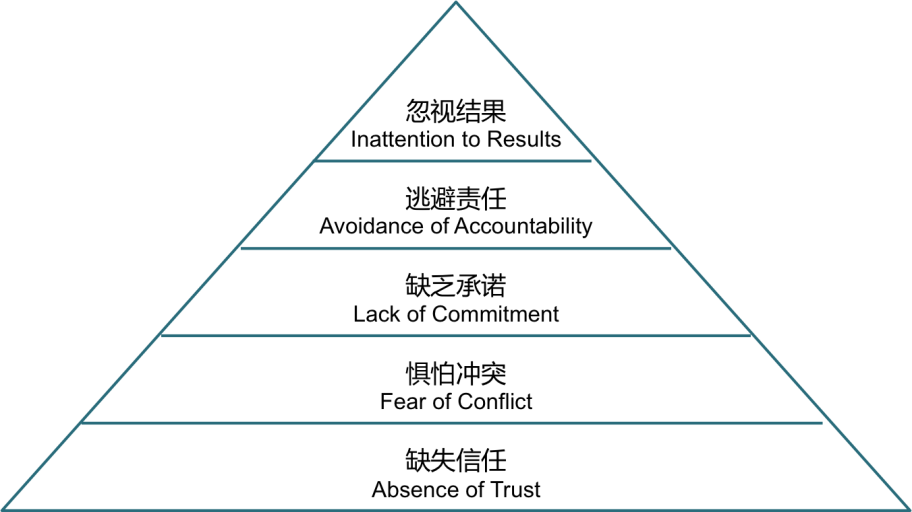 忽视结果
Inattention to Results
逃避责任
Avoidance of Accountability
缺乏承诺
Lack of Commitment
惧怕冲突
Fear of Conflict
缺失信任
Absence of Trust